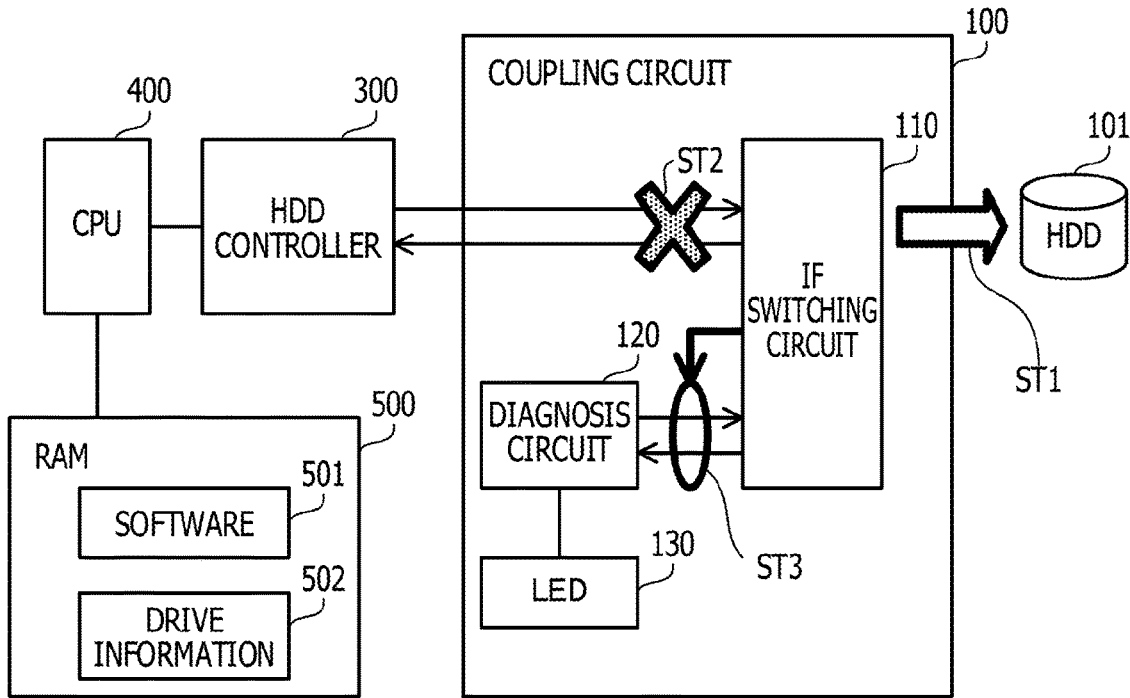 100
COUPLING CIRCUIT
400
300
110
101
ST2
CPU
HDD
CONTROLLER
HDD
IF
SWITCHING
CIRCUIT
120
ST1
DIAGNOSIS
CIRCUIT
500
RAM
501
SOFTWARE
130
ST3
LED
502
DRIVE
INFORMATION